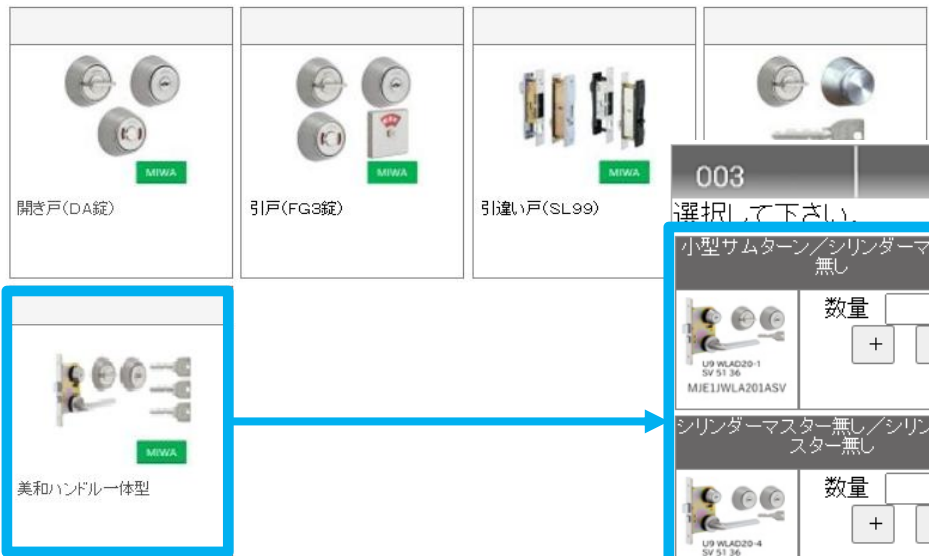 MIWA
開き戸(DA錠)
MIWA
引戸(FG3錠)
MIWA
引違い戸(SL99)
003
選択して下さい。
小型サムターン／シリンダーマ
無し
数量
+
U9 WLAD20-1
SV 51 36
MJE1JWLA201ASV
シリンダーマスター無し／シリン
スター無し
数量
+
U9 WLAD20-4
SV 51 36
MIWA
美和ハンドル一体型